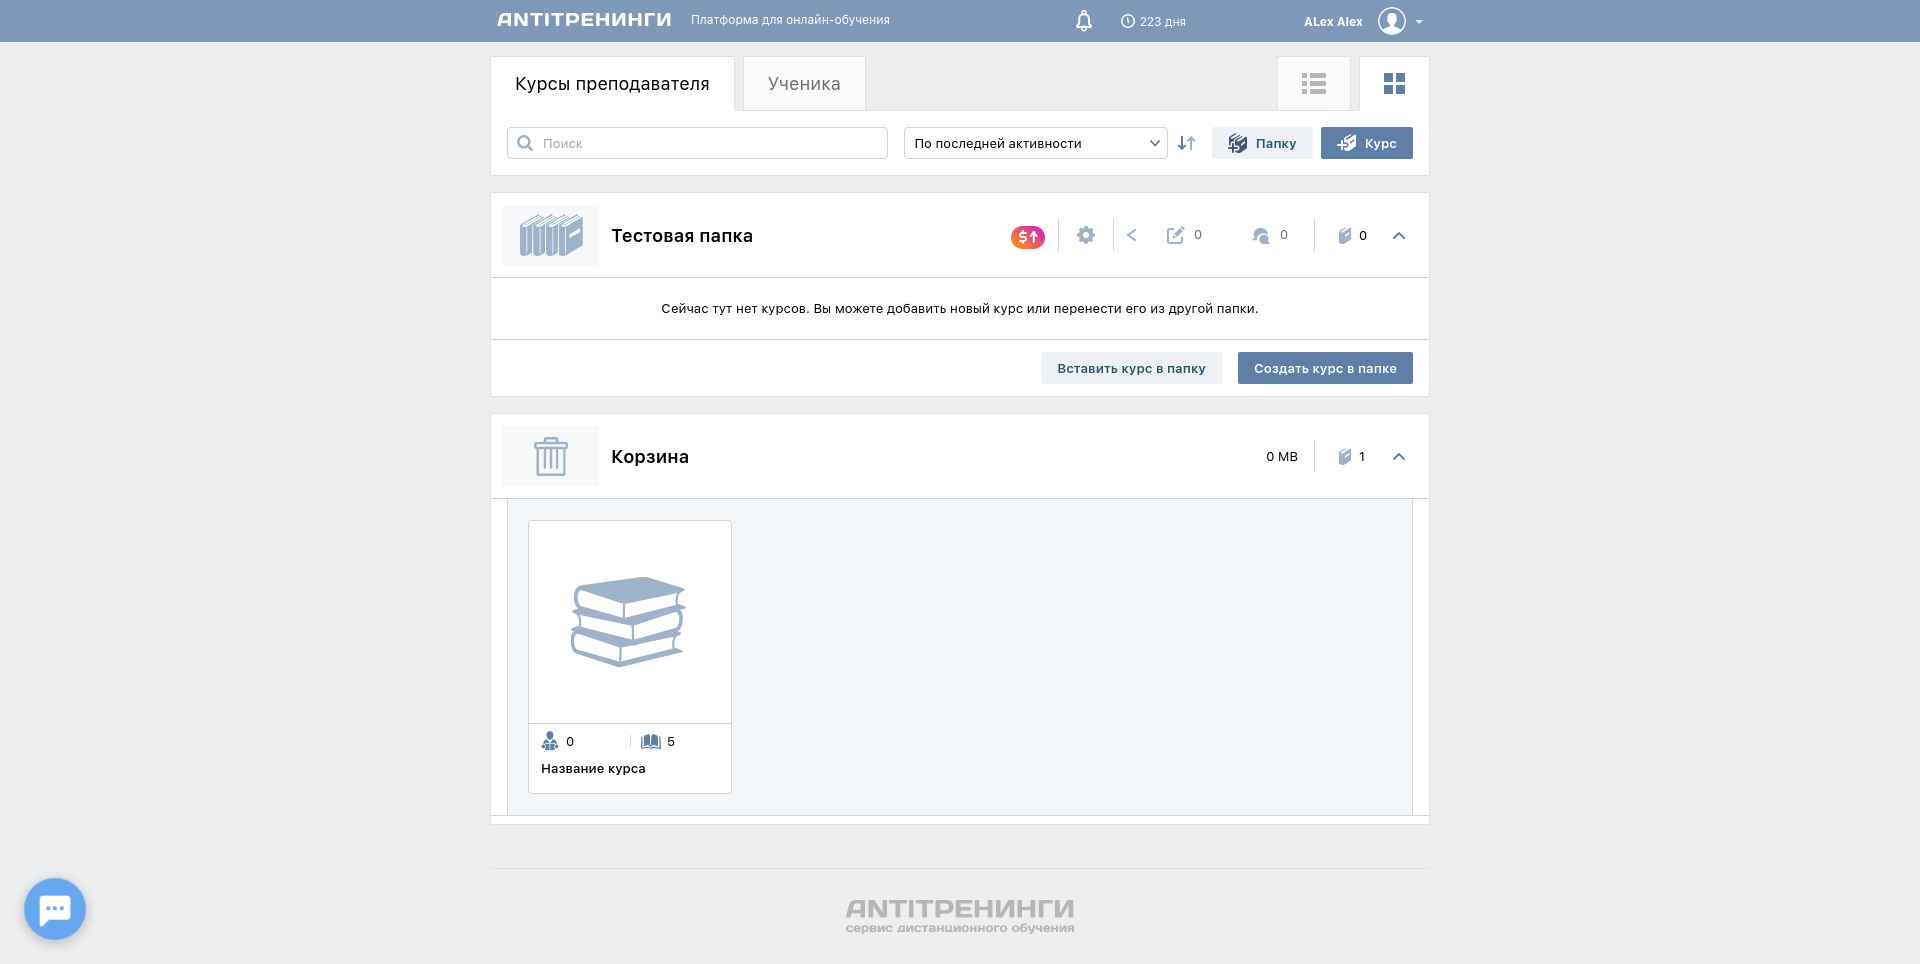 АНТІТРЕНИНГИ Платформа для онлайн-обучения 223 дня ALex Alex
Курсы преподавателя Ученика
Поиск По последней активности Папку Курс
Тестовая папка $ 0 0 0
Сейчас тут нет курсов. Вы можете добавить новый курс или перенести его из другой папки.
Вставить курс в папку Создать курс в папке
Корзина 0 MB 1
0 5
Название курса
АНТІТРЕНИНГИ
сервис дистанционного обучения